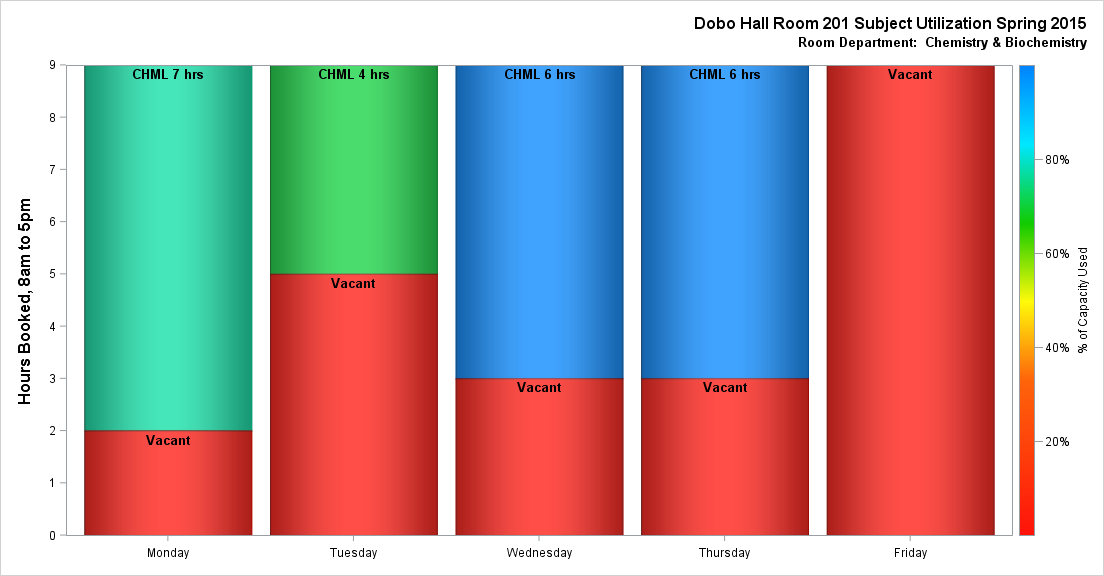 Dobo Hall Room 201 Subject Utilization Spring 2015
Room Department:  Chemistry & Biochemistry
Hours Booked, 8am to 5pm
9
8
7
6
5
4
3
2
1
0
CHML 7 hrs
Vacant
CHML 4 hrs
Vacant
CHML 6 hrs
Vacant
CHML 6 hrs
Vacant
Vacant
Monday
Tuesday
Wednesday
Thursday
Friday
80%
60%
40%
20%
% of Capacity Used